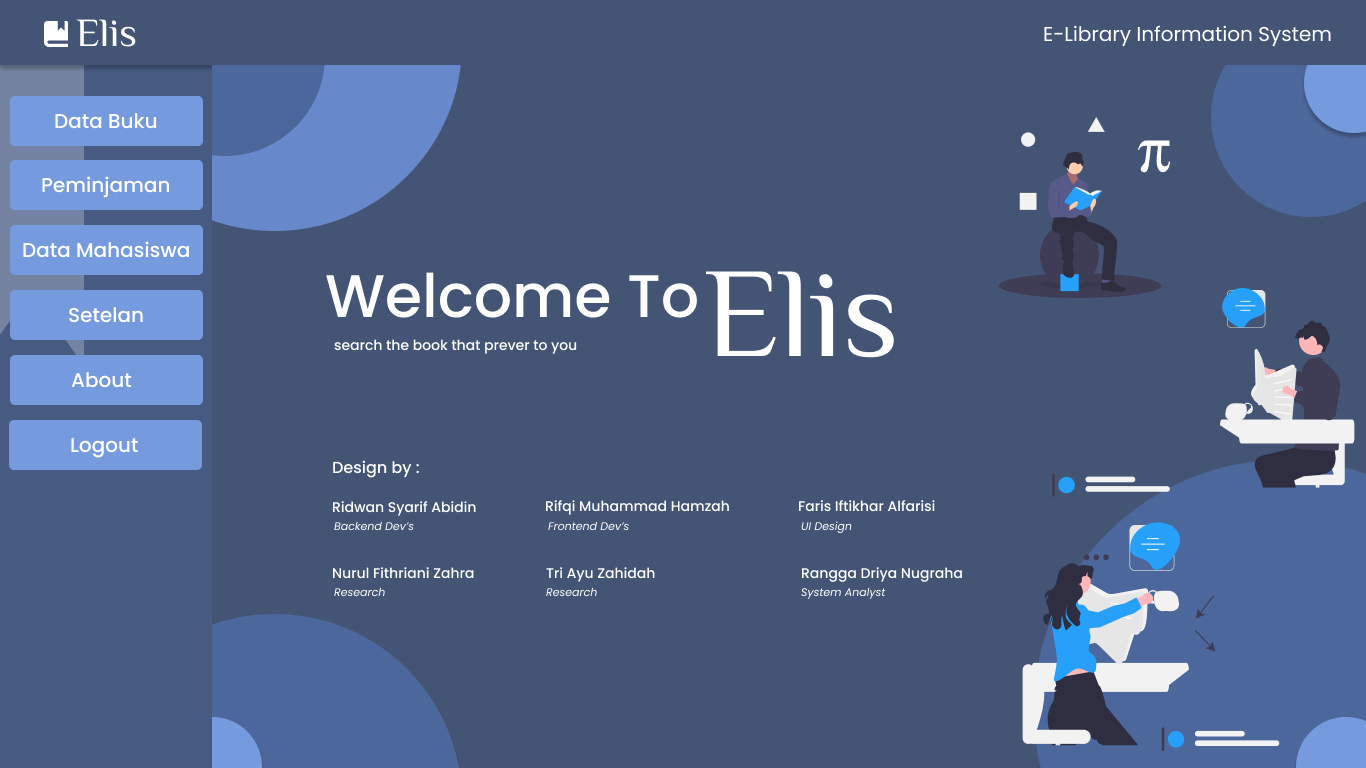 Elis
E-Library Information System
Data Buku
Peminjaman
Data Mahasiswa
Setelan
About
Logout
Welcome To Elis
search the book that prever to you
Design by :
Ridwan Syarif Abidin
Backend Dev's
Rifqi Muhammad Hamzah
Frontend Dev's
Faris Iftikhar Alfarisi
UI Design
Nurul Fithriani Zahra
Research
Tri Ayu Zahidah
Research
Rangga Driya Nugraha
System Analyst
π